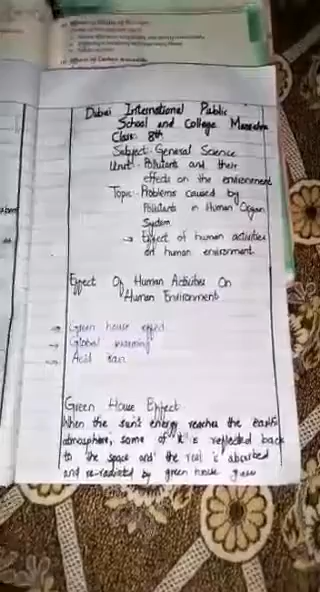 Dubai International Public
School and College Mansehra
Class: 8th
Subject: General Science
Unit: Pollutants and their
effects on the environment
Topic: Problems caused by
Pollutants in Human Organ
System
→ Effect of human activities
on human environment
Effect Of Human Activities On
Human Environment
→ Green house effect
→ Global warming
→ Acid rain
Green House Effect
When the sun's energy reaches the earth
atmosphere, some of it is reflected back
to the space and the rest is absorbed
and re-radiated by green house gases